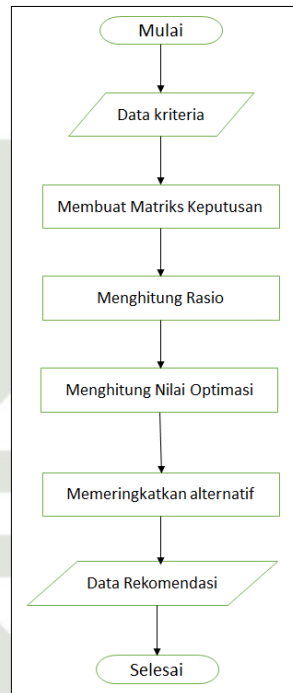 Mulai
Data kriteria
Membuat Matriks Keputusan
Menghitung Rasio
Menghitung Nilai Optimasi
Memeringkatkan alternatif
Data Rekomendasi
Selesai